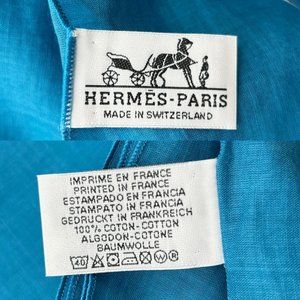 HERMÈS-PARIS
MADE IN SWITZERLAND
IMPRIME EN FRANCE
PRINTED IN FRANCE
ESTAMPADO EN FRANCIA
STAMPATO IN FRANCIA
GEDRUCKT IN FRANKREICH
100% COTON-COTTON
ALGODON-COTONE
BAUMWOLLE
40 W R